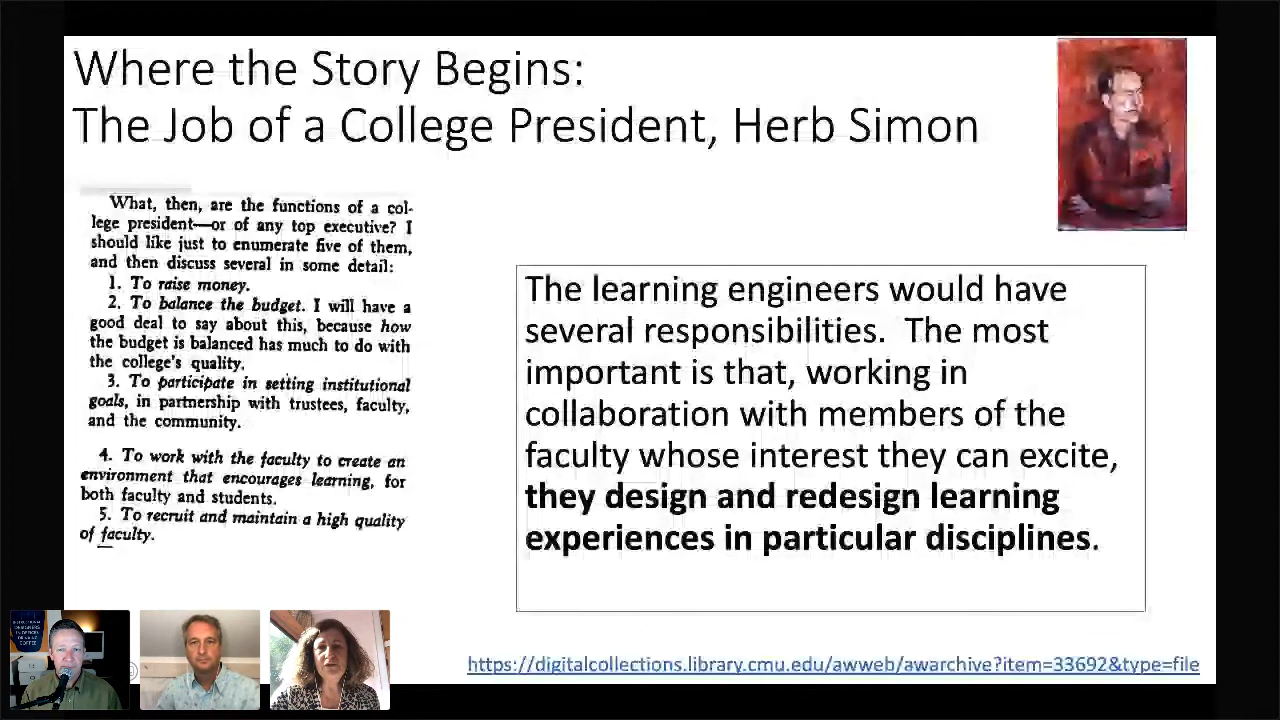 Where the Story Begins:
The Job of a College President, Herb Simon
What, then, are the functions of a col-
lege president—or of any top executive? I
should like just to enumerate five of them,
and then discuss several in some detail:
1. To raise money.
2. To balance the budget. I will have a
good deal to say about this, because how
the budget is balanced has much to do with
the college's quality.
3. To participate in setting institutional
goals, in partnership with trustees, faculty,
and the community.
4. To work with the faculty to create an
environment that encourages learning, for
both faculty and students.
5. To recruit and maintain a high quality
of faculty.
The learning engineers would have
several responsibilities. The most
important is that, working in
collaboration with members of the
faculty whose interest they can excite,
they design and redesign learning
experiences in particular disciplines.
https://digitalcollections.library.cmu.edu/awweb/awarchive?item=33692&type=file
INSTRUCTIONAL
DESIGNERS
IN OFFICES
DRINKING
COFFEE